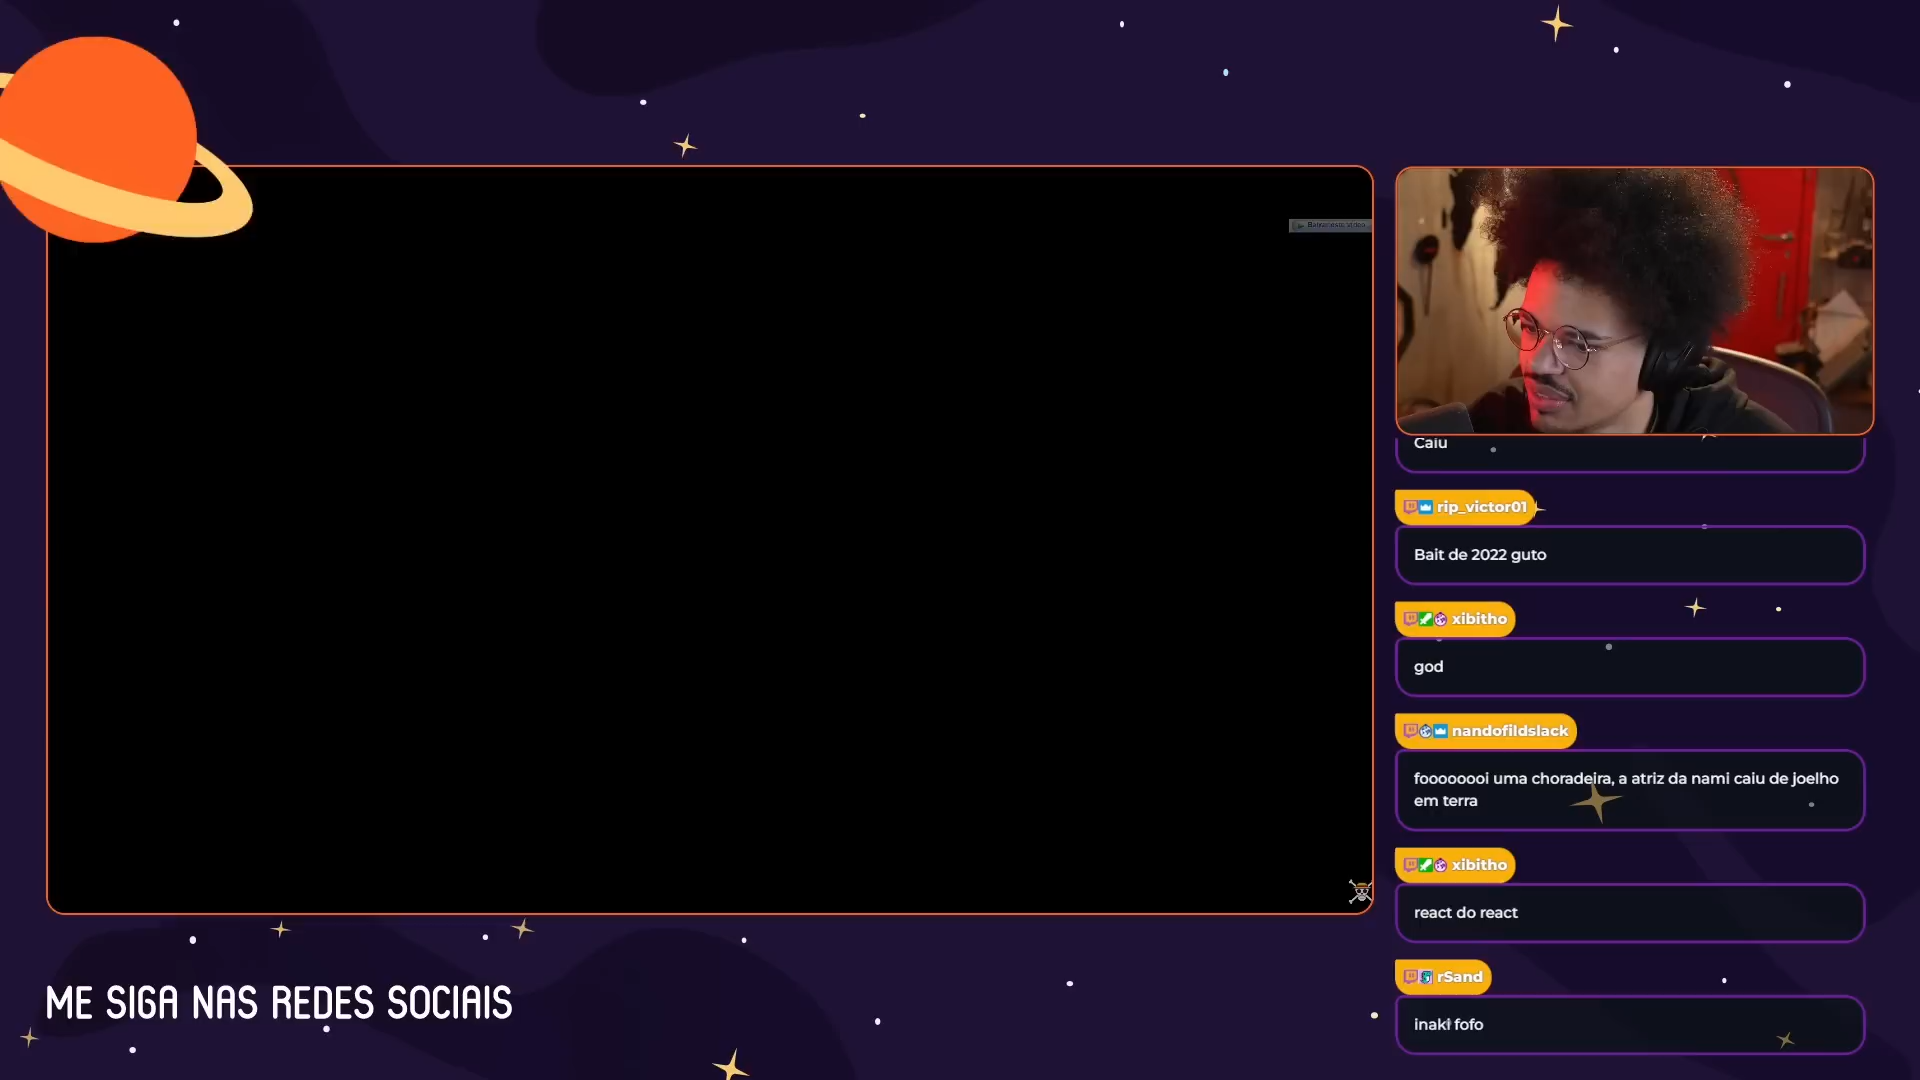 Caiu
rip_victor01
Bait de 2022 guto
xibitho
god
nandofildslack
foooooooi uma choradeira, a atriz da nami caiu de joelho
em terra
xibitho
react do react
rSand
inaki fofo
ME SIGA NAS REDES SOCIAIS